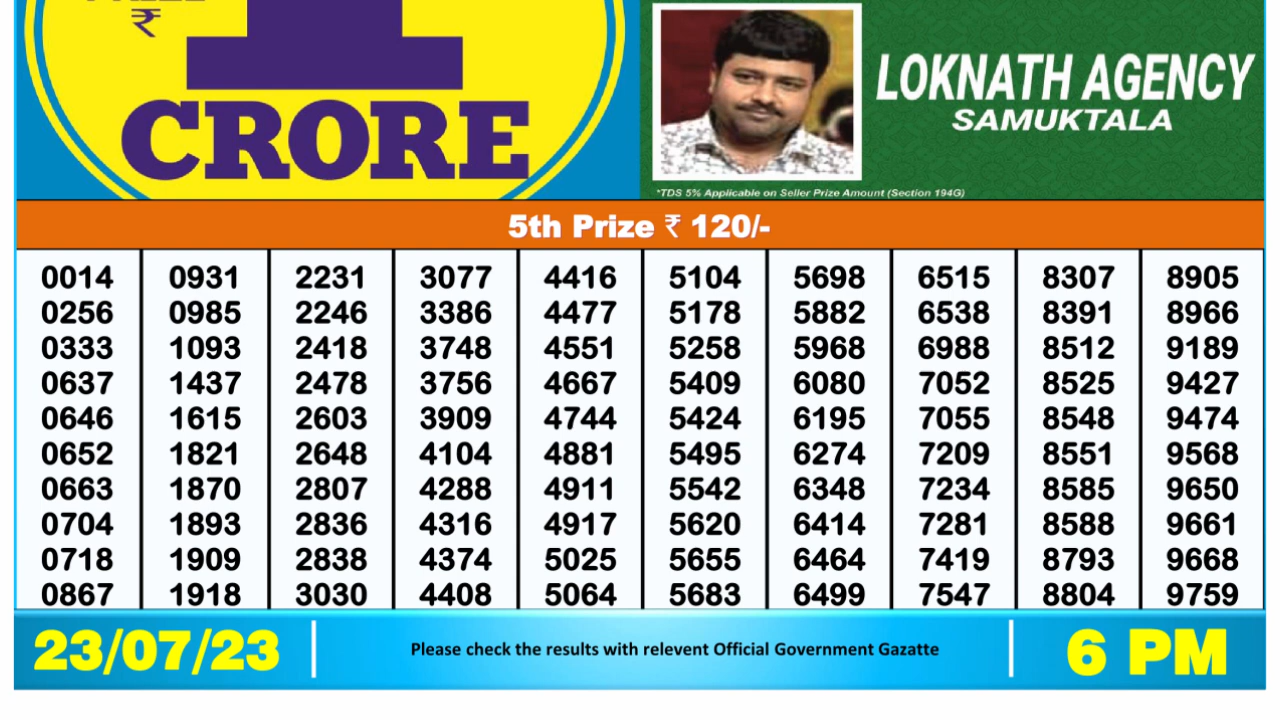 ₹
1
CRORE
LOKNATH AGENCY
SAMUKTALA
*TDS 5% Applicable on Seller Prize Amount (Section 194G)
5th Prize ₹ 120/-
0014 0931 2231 3077 4416 5104 5698 6515 8307 8905
0256 0985 2246 3386 4477 5178 5882 6538 8391 8966
0333 1093 2418 3748 4551 5258 5968 6988 8512 9189
0637 1437 2478 3756 4667 5409 6080 7052 8525 9427
0646 1615 2603 3909 4744 5424 6195 7055 8548 9474
0652 1821 2648 4104 4881 5495 6274 7209 8551 9568
0663 1870 2807 4288 4911 5542 6348 7234 8585 9650
0704 1893 2836 4316 4917 5620 6414 7281 8588 9661
0718 1909 2838 4374 5025 5655 6464 7419 8793 9668
0867 1918 3030 4408 5064 5683 6499 7547 8804 9759
23/07/23 Please check the results with relevent Official Government Gazatte 6 PM